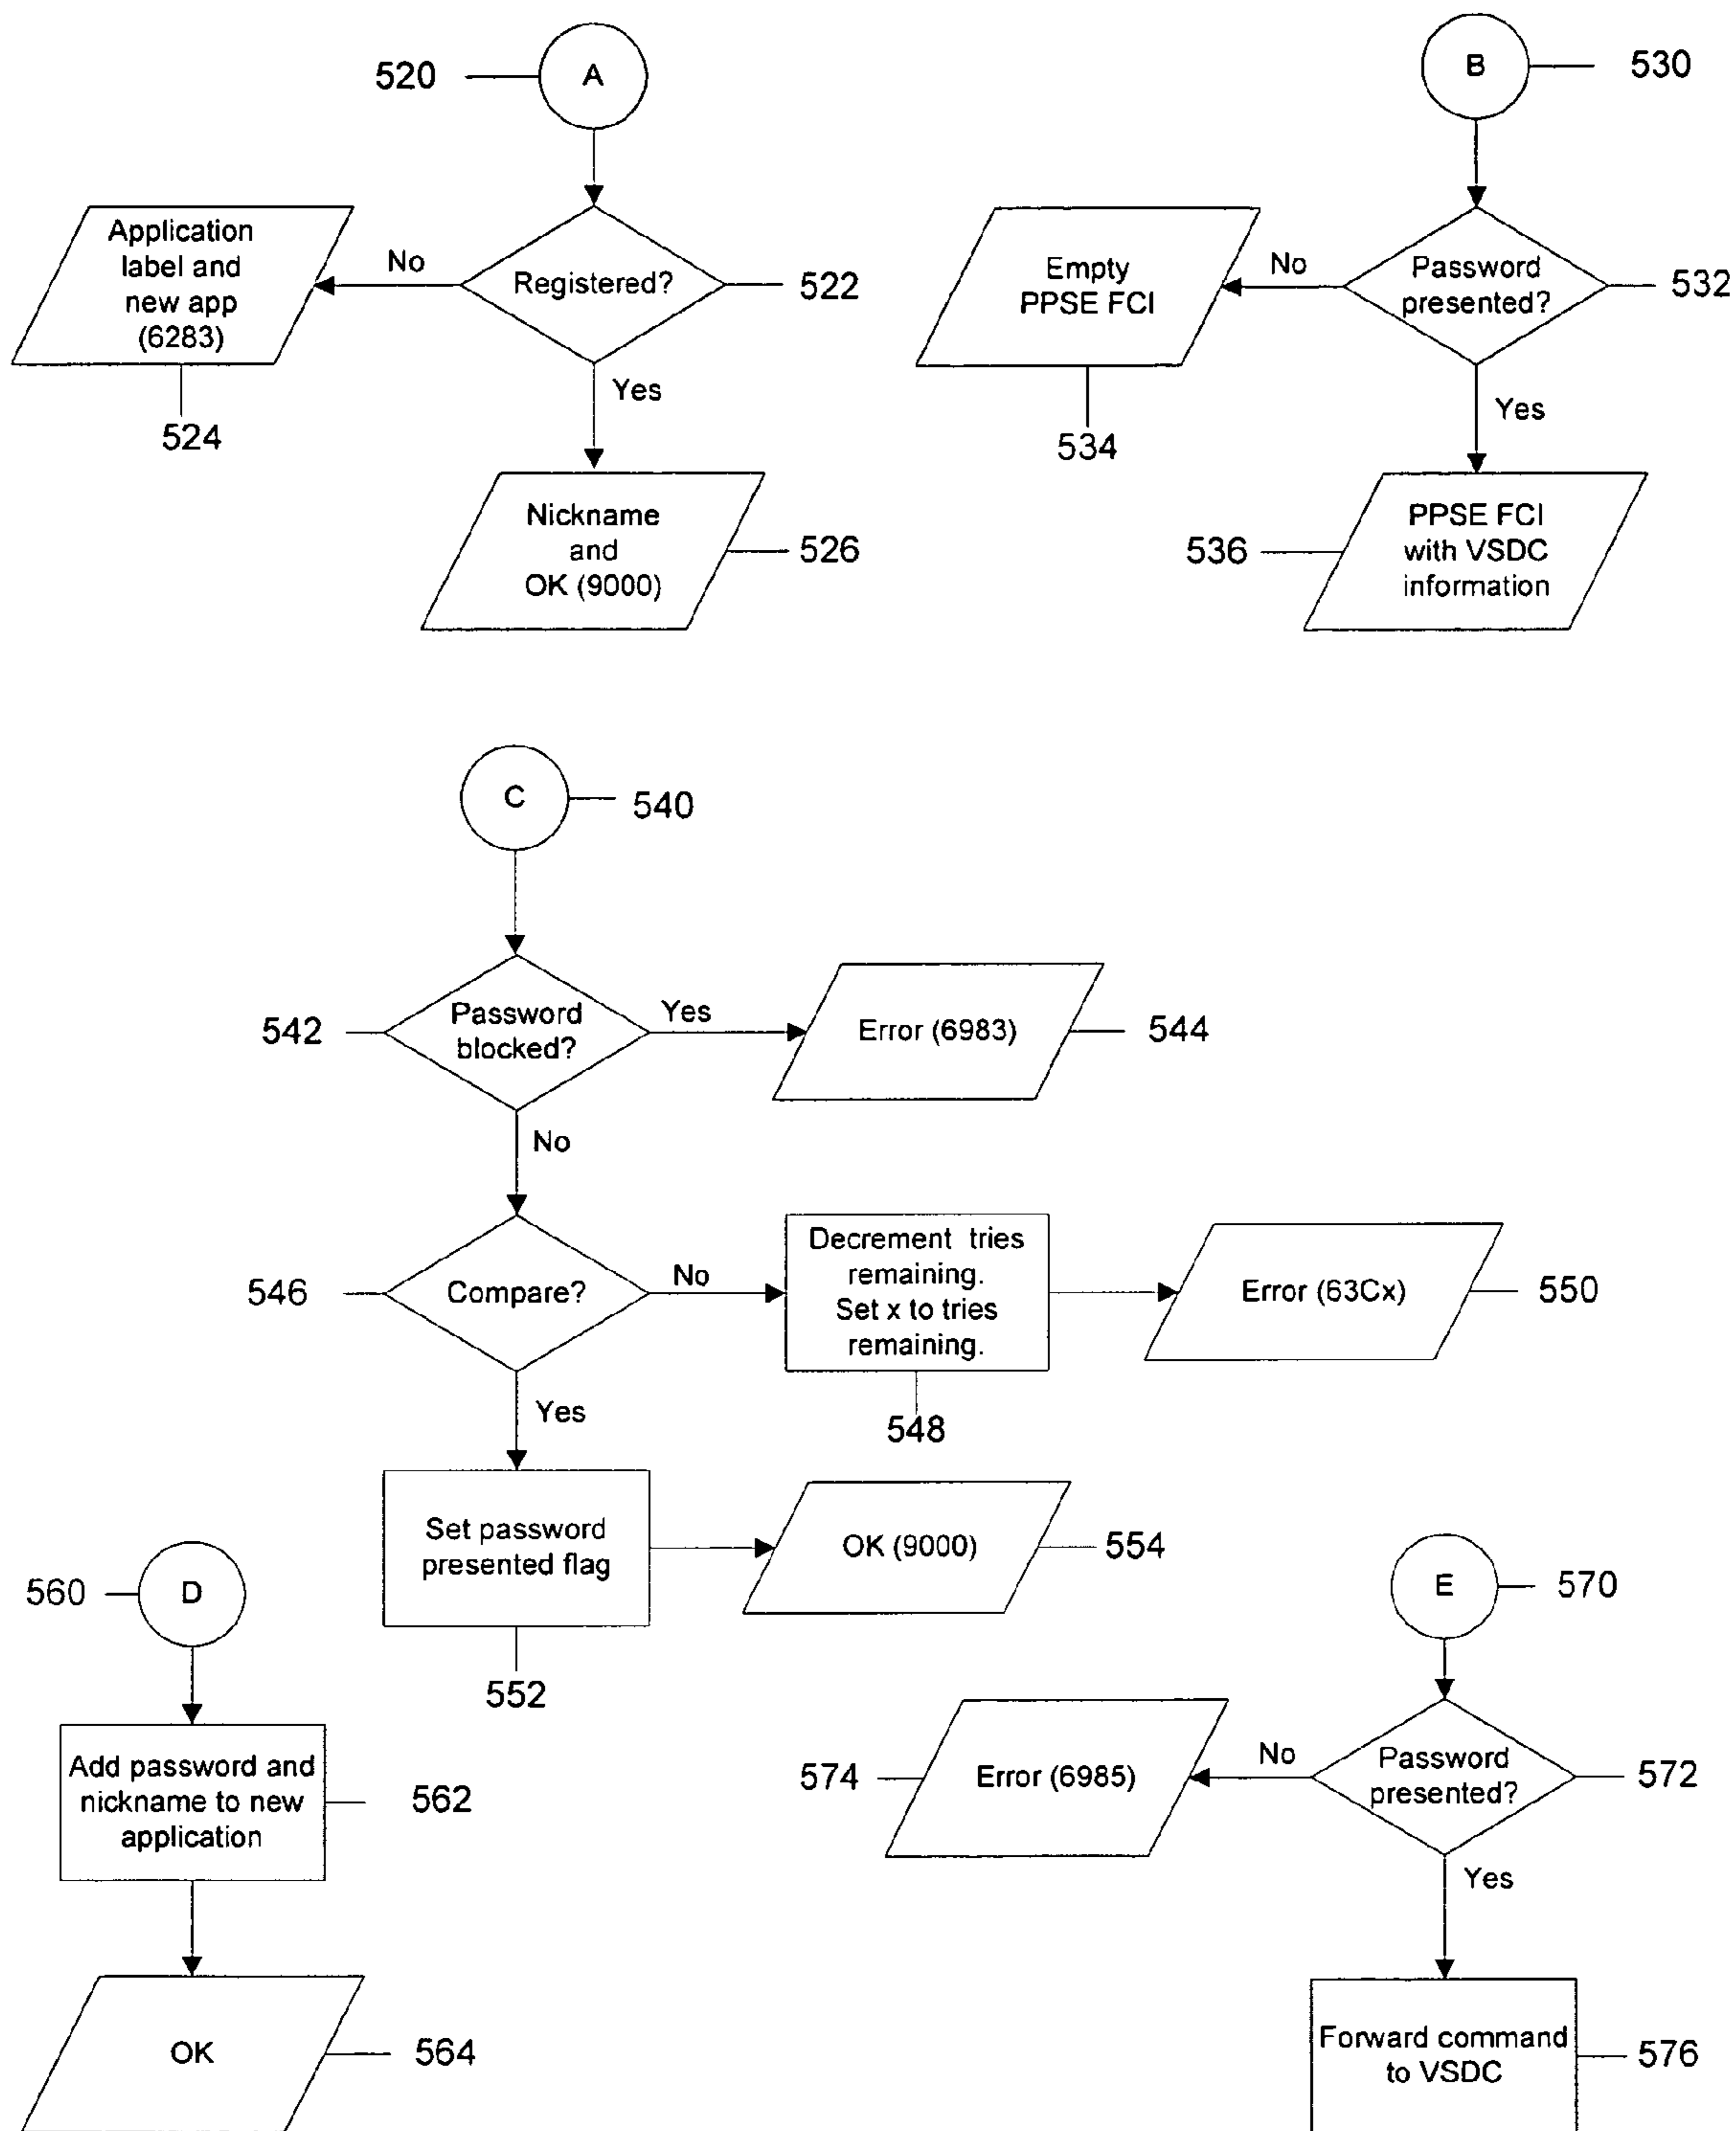 520
A
B
530
Application
label and
new app
(6283)
No
Registered?
522
524
Yes
Nickname
and
OK (9000)
526
Empty
PPSE FCI
No
Password
presented?
532
534
Yes
536
PPSE FCI
with VSDC
information
C
540
542
Password
blocked?
Yes
Error (6983)
544
No
546
Compare?
No
Decrement tries
remaining.
Set x to tries
remaining.
548
Error (63Cx)
550
Yes
Set password
presented flag
552
OK (9000)
554
560
D
Add password and
nickname to new
application
562
OK
564
E
570
574
Error (6985)
No
Password
presented?
572
Yes
Forward command
to VSDC
576